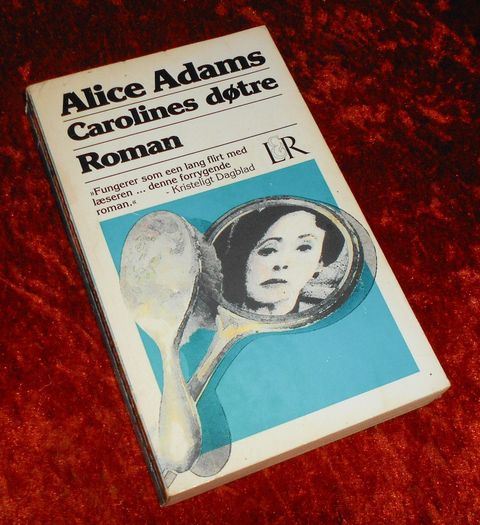 Alice Adams
Carolines døtre
Roman
LR
»Fungerer som een lang flirt med
læseren ... denne forrygende
roman.« - Kristeligt Dagblad